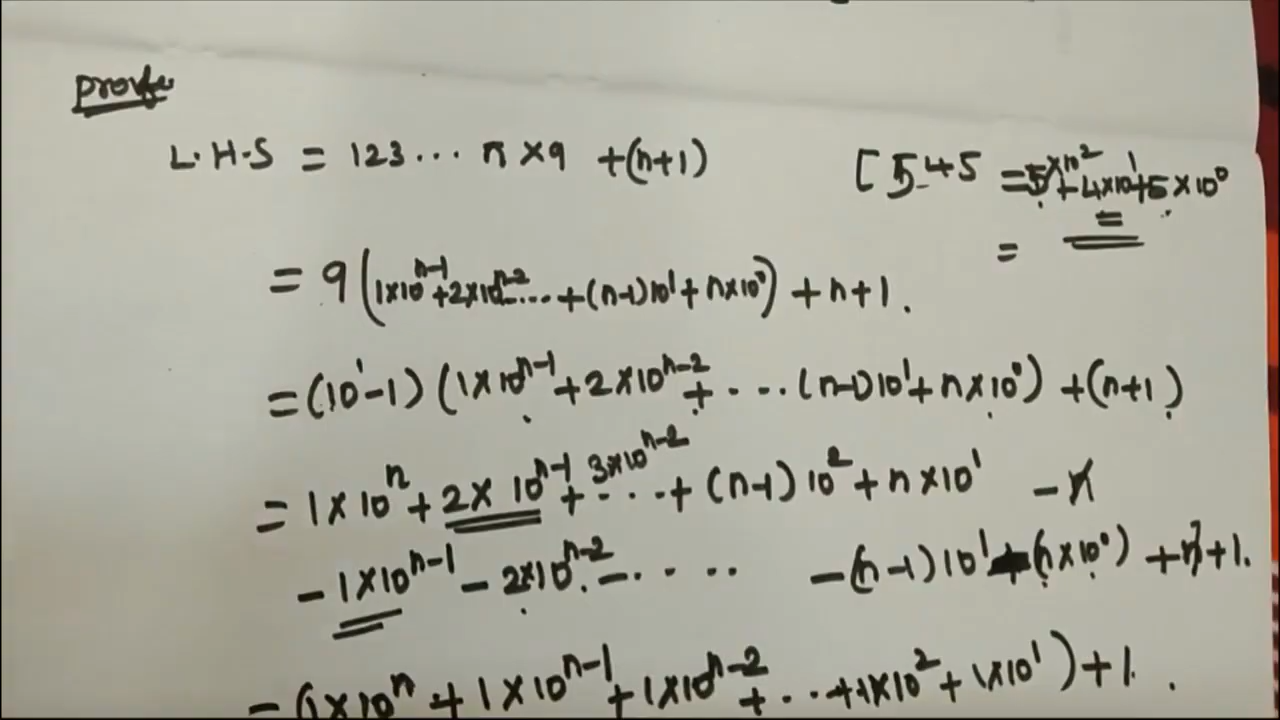 Proofe
L.H.S = 123... n×9 +(n+1)
[545 = 5×10² + 4×10¹+5×10⁰
=
= 9(1×10ⁿ⁻¹+2×10ⁿ⁻²... +(n-1)10¹+n×10⁰) +n+1.
=(10¹-1) (1×10ⁿ⁻¹+2×10ⁿ⁻²+...(n-1)10¹+n×10⁰) +(n+1)
= 1×10ⁿ+2×10ⁿ⁻¹+3×10ⁿ⁻²...+(n-1)10²+n×10¹ -n
-1×10ⁿ⁻¹-2×10ⁿ⁻²-.... -(n-1)10¹ (n×10⁰) +n+1.
= (1×10ⁿ+1×10ⁿ⁻¹+1×10ⁿ⁻²+...+1×10²+1×10¹)+1.